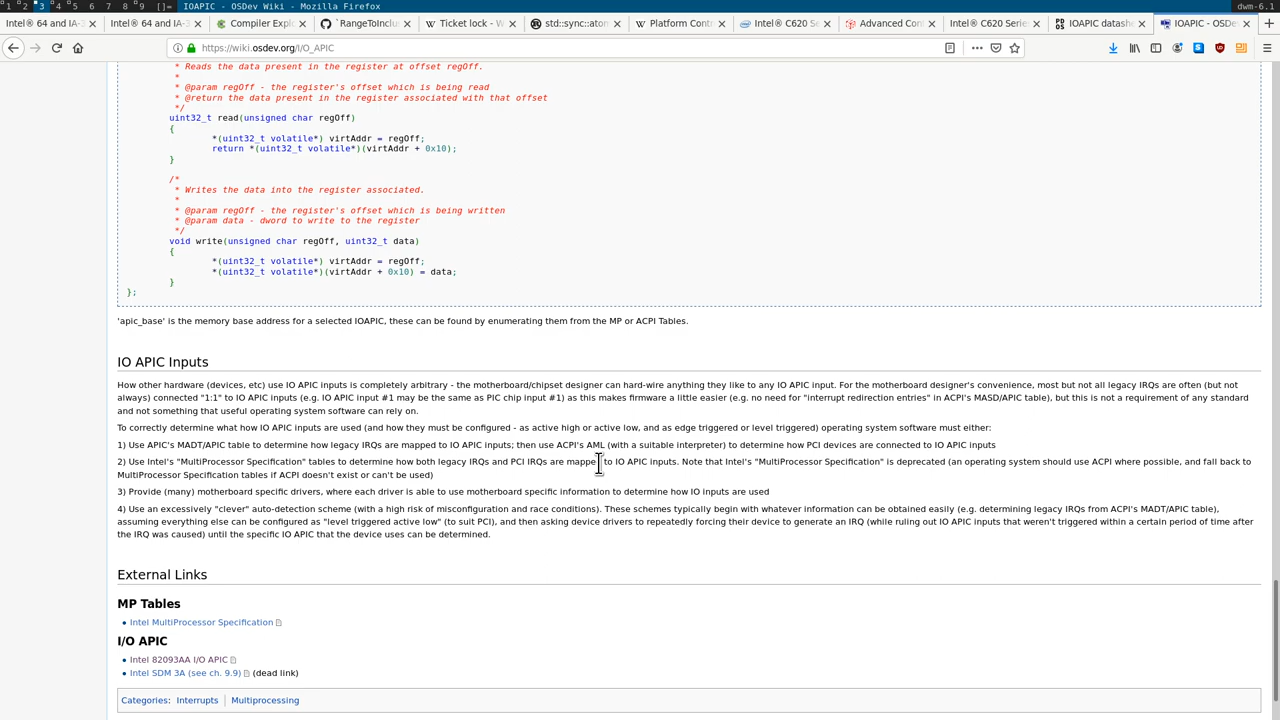 1 2 3 4 5 6 7 8 9 []= IOAPIC - OSDev Wiki - Mozilla Firefox dwm-6.1
Intel® 64 and IA-3 Intel® 64 and IA-3 Compiler Explo `RangeToInclus Ticket lock - W std::sync::atom Platform Contr Intel® C620 Se Advanced Con Intel® C620 Serie IOAPIC datashe IOAPIC - OSDe
https://wiki.osdev.org/I/O_APIC
* Reads the data present in the register at offset regOff.
*
* @param regOff - the register's offset which is being read
* @return the data present in the register associated with that offset
*/
uint32_t read(unsigned char regOff)
{
*(uint32_t volatile*) virtAddr = regOff;
return *(uint32_t volatile*)(virtAddr + 0x10);
}
/*
* Writes the data into the register associated.
*
* @param regOff - the register's offset which is being written
* @param data - dword to write to the register
*/
void write(unsigned char regOff, uint32_t data)
{
*(uint32_t volatile*) virtAddr = regOff;
*(uint32_t volatile*)(virtAddr + 0x10) = data;
}
};
'apic_base' is the memory base address for a selected IOAPIC, these can be found by enumerating them from the MP or ACPI Tables.
IO APIC Inputs
How other hardware (devices, etc) use IO APIC inputs is completely arbitrary - the motherboard/chipset designer can hard-wire anything they like to any IO APIC input. For the motherboard designer's convenience, most but not all legacy IRQs are often (but not
always) connected "1:1" to IO APIC inputs (e.g. IO APIC input #1 may be the same as PIC chip input #1) as this makes firmware a little easier (e.g. no need for "interrupt redirection entries" in ACPI's MASD/APIC table), but this is not a requirement of any standard
and not something that useful operating system software can rely on.
To correctly determine what how IO APIC inputs are used (and how they must be configured - as active high or active low, and as edge triggered or level triggered) operating system software must either:
1) Use APIC's MADT/APIC table to determine how legacy IRQs are mapped to IO APIC inputs; then use ACPI's AML (with a suitable interpreter) to determine how PCI devices are connected to IO APIC inputs
2) Use Intel's "MultiProcessor Specification" tables to determine how both legacy IRQs and PCI IRQs are mapped to IO APIC inputs. Note that Intel's "MultiProcessor Specification" is deprecated (an operating system should use ACPI where possible, and fall back to
MultiProcessor Specification tables if ACPI doesn't exist or can't be used)
3) Provide (many) motherboard specific drivers, where each driver is able to use motherboard specific information to determine how IO inputs are used
4) Use an excessively "clever" auto-detection scheme (with a high risk of misconfiguration and race conditions). These schemes typically begin with whatever information can be obtained easily (e.g. determining legacy IRQs from ACPI's MADT/APIC table),
assuming everything else can be configured as "level triggered active low" (to suit PCI), and then asking device drivers to repeatedly forcing their device to generate an IRQ (while ruling out IO APIC inputs that weren't triggered within a certain period of time after
the IRQ was caused) until the specific IO APIC that the device uses can be determined.
External Links
MP Tables
Intel MultiProcessor Specification
I/O APIC
Intel 82093AA I/O APIC
Intel SDM 3A (see ch. 9.9) (dead link)
Categories: Interrupts Multiprocessing